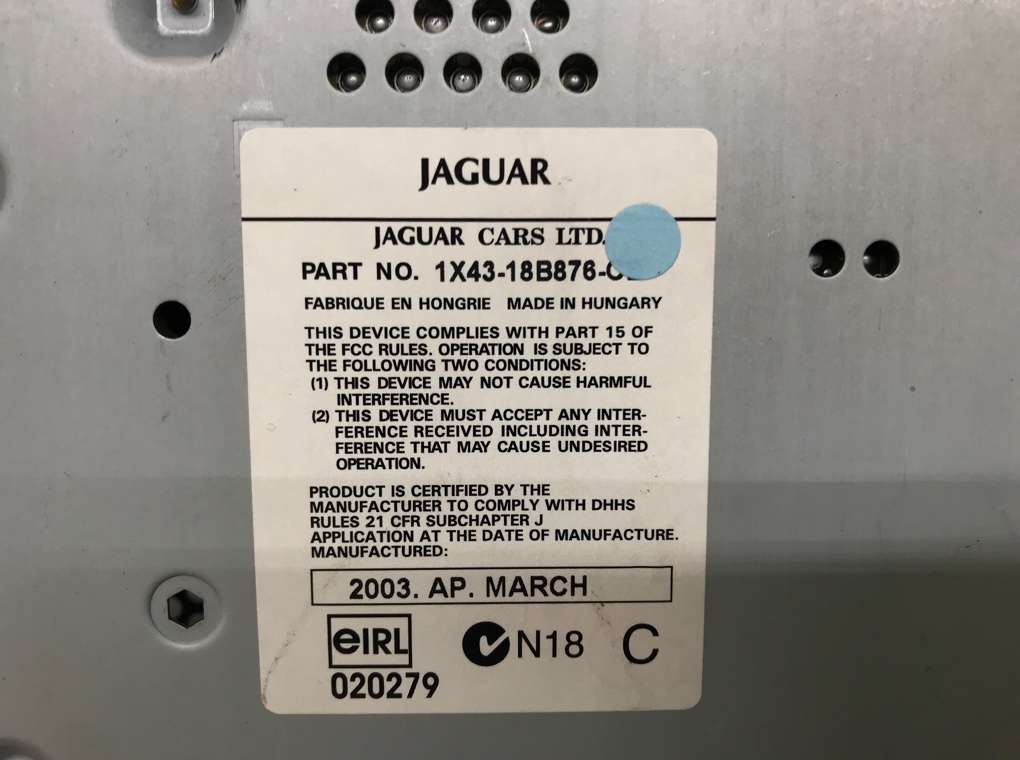 JAGUAR
JAGUAR CARS LTD.
PART NO. 1X43-18B876-
FABRIQUE EN HONGRIE MADE IN HUNGARY
THIS DEVICE COMPLIES WITH PART 15 OF
THE FCC RULES. OPERATION IS SUBJECT TO
THE FOLLOWING TWO CONDITIONS:
(1) THIS DEVICE MAY NOT CAUSE HARMFUL
INTERFERENCE.
(2) THIS DEVICE MUST ACCEPT ANY INTER-
FERENCE RECEIVED INCLUDING INTER-
FERENCE THAT MAY CAUSE UNDESIRED
OPERATION.
PRODUCT IS CERTIFIED BY THE
MANUFACTURER TO COMPLY WITH DHHS
RULES 21 CFR SUBCHAPTER J
APPLICATION AT THE DATE OF MANUFACTURE.
MANUFACTURED:
2003. AP. MARCH
eIRL N18 C
020279